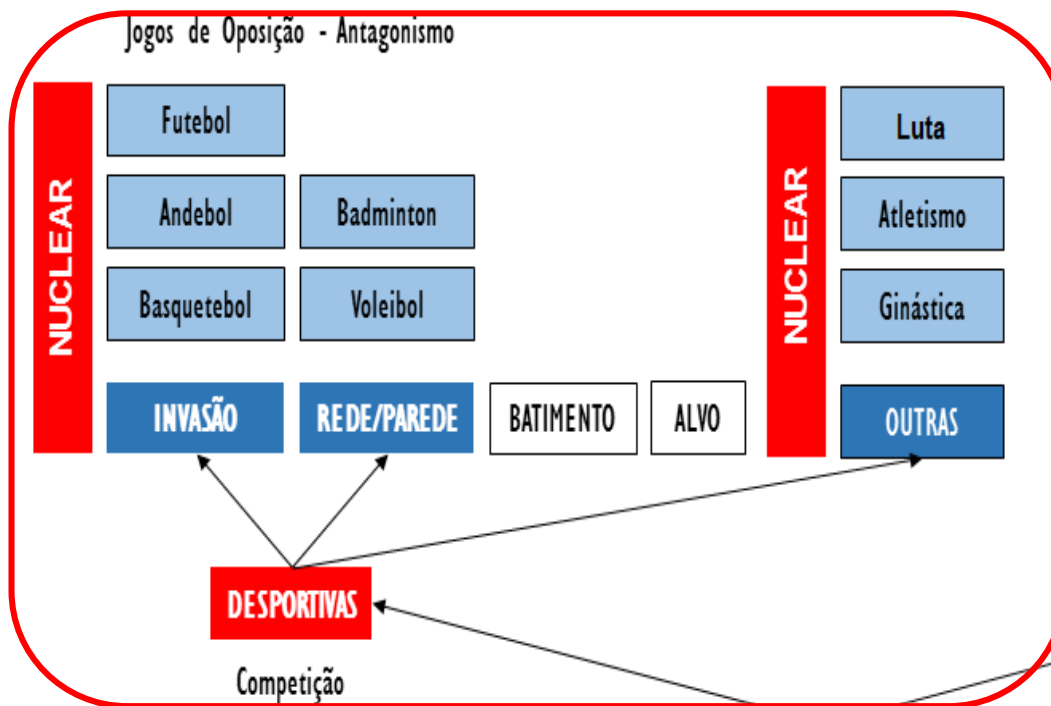 Jogos de Oposição - Antagonismo
NUCLEAR
Futebol
Andebol
Badminton
Basquetebol
Voleibol
INVASÃO
REDE/PAREDE
BATIMENTO
ALVO
NUCLEAR
Luta
Atletismo
Ginástica
OUTRAS
DESPORTIVAS
Competição